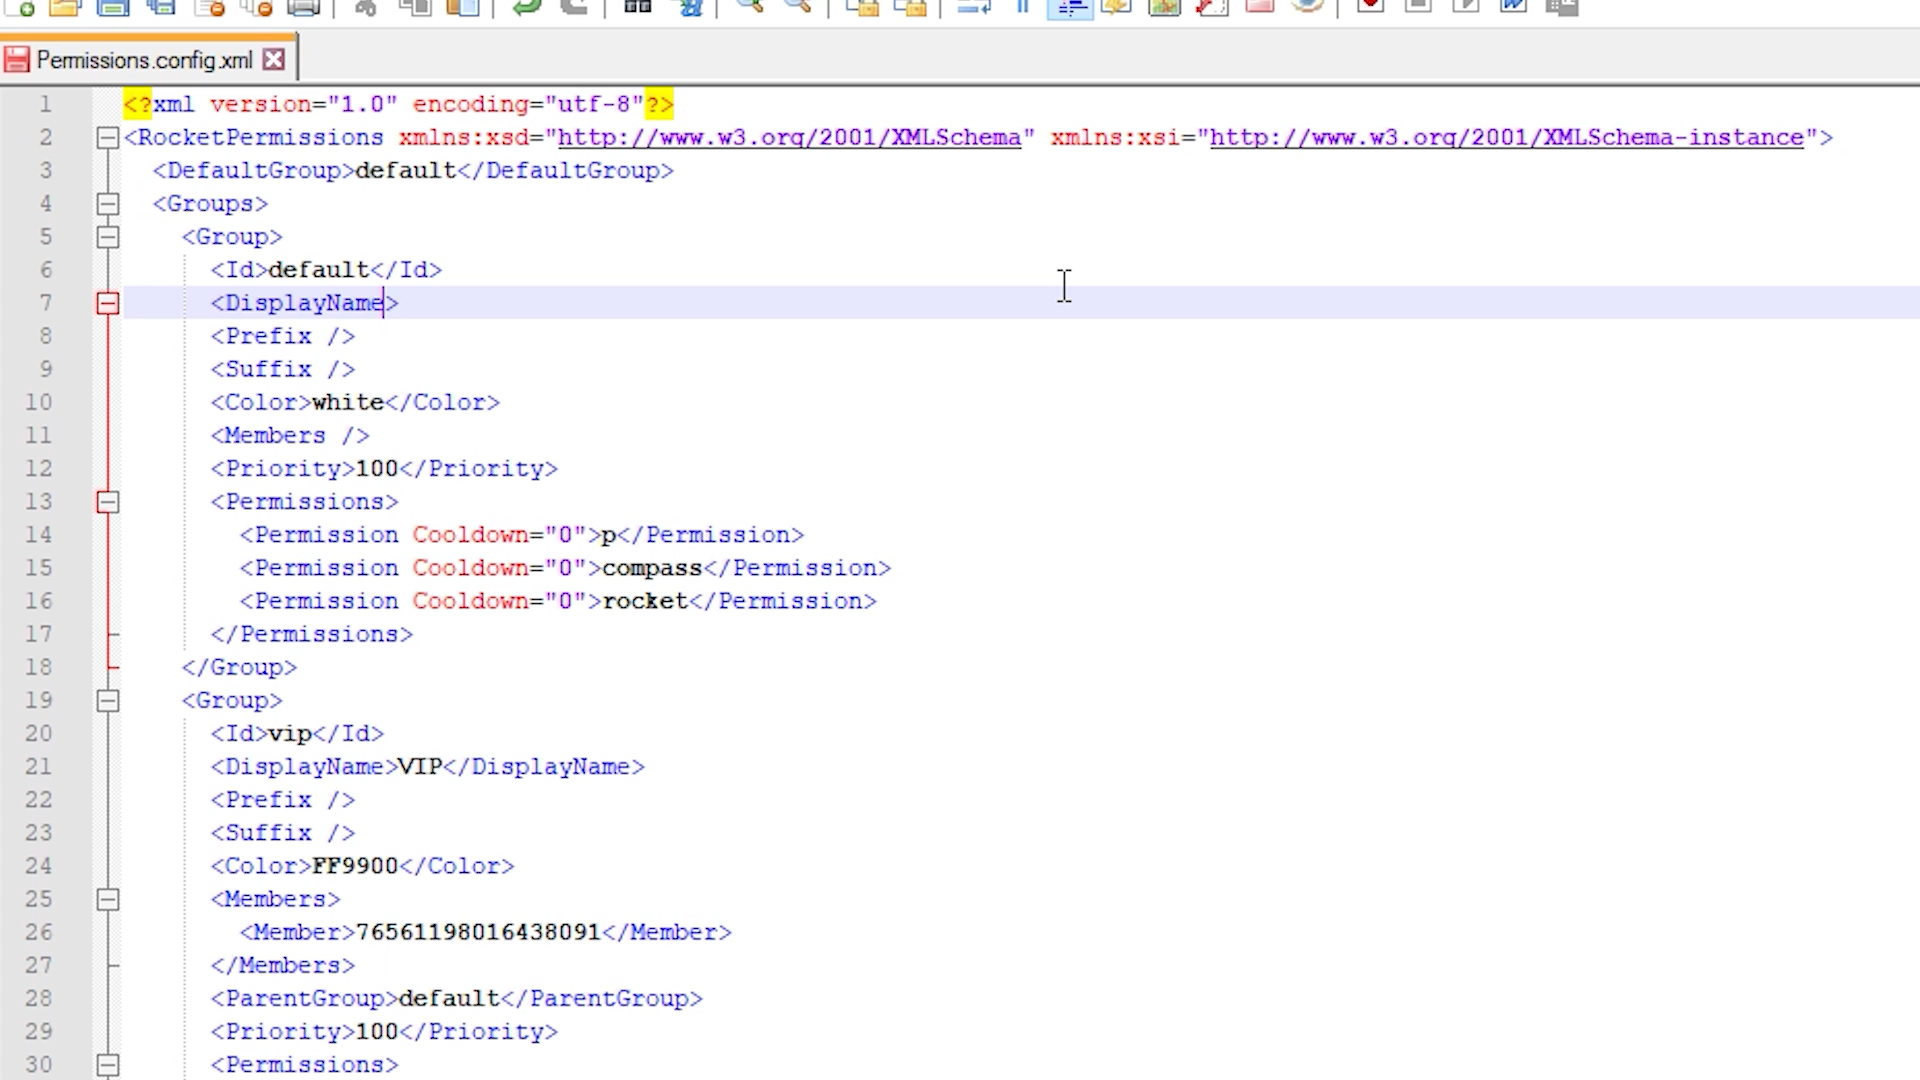 Permissions.config.xml
1 <?xml version="1.0" encoding="utf-8"?>
2 <RocketPermissions xmlns:xsd="http://www.w3.org/2001/XMLSchema" xmlns:xsi="http://www.w3.org/2001/XMLSchema-instance">
3 <DefaultGroup>default</DefaultGroup>
4 <Groups>
5 <Group>
6 <Id>default</Id>
7 <DisplayName>
8 <Prefix />
9 <Suffix />
10 <Color>white</Color>
11 <Members />
12 <Priority>100</Priority>
13 <Permissions>
14 <Permission Cooldown="0">p</Permission>
15 <Permission Cooldown="0">compass</Permission>
16 <Permission Cooldown="0">rocket</Permission>
17 </Permissions>
18 </Group>
19 <Group>
20 <Id>vip</Id>
21 <DisplayName>VIP</DisplayName>
22 <Prefix />
23 <Suffix />
24 <Color>FF9900</Color>
25 <Members>
26 <Member>76561198016438091</Member>
27 </Members>
28 <ParentGroup>default</ParentGroup>
29 <Priority>100</Priority>
30 <Permissions>